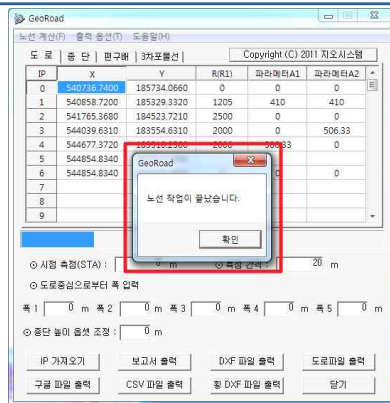 GeoRoad
노선 계산(F) 출력 옵션(T) 도움말(H)
도 로 종 단 편구배 3차포물선 Copyright (C) 2011 지오시스템
IP X Y R(R1) 파라메터A1 파라메터A2
0 540736.7400 185734.0660 0 0 0
1 540858.7200 185329.3320 1205 410 410
2 541765.3680 184523.7210 2500 0 0
3 544039.6310 183554.6310 2000 0 506.33
4 544677.3720 0
5 544854.8340
6 544854.8340 0 0
7
8
9
GeoRoad
노선 작업이 끝났습니다.
확인
시점 측점(STA) : m 측점 간격 : 20 m
도로중심으로부터 폭 입력
폭 1 0 m 폭 2 0 m 폭 3 0 m 폭 4 0 m 폭 5 0 m
종단 높이 옵셋 조정 : 0 m
IP 가져오기 보고서 출력 DXF 파일 출력 도로파일 출력
구글 파일 출력 CSV 파일 출력 횡 DXF 파일 출력 닫기